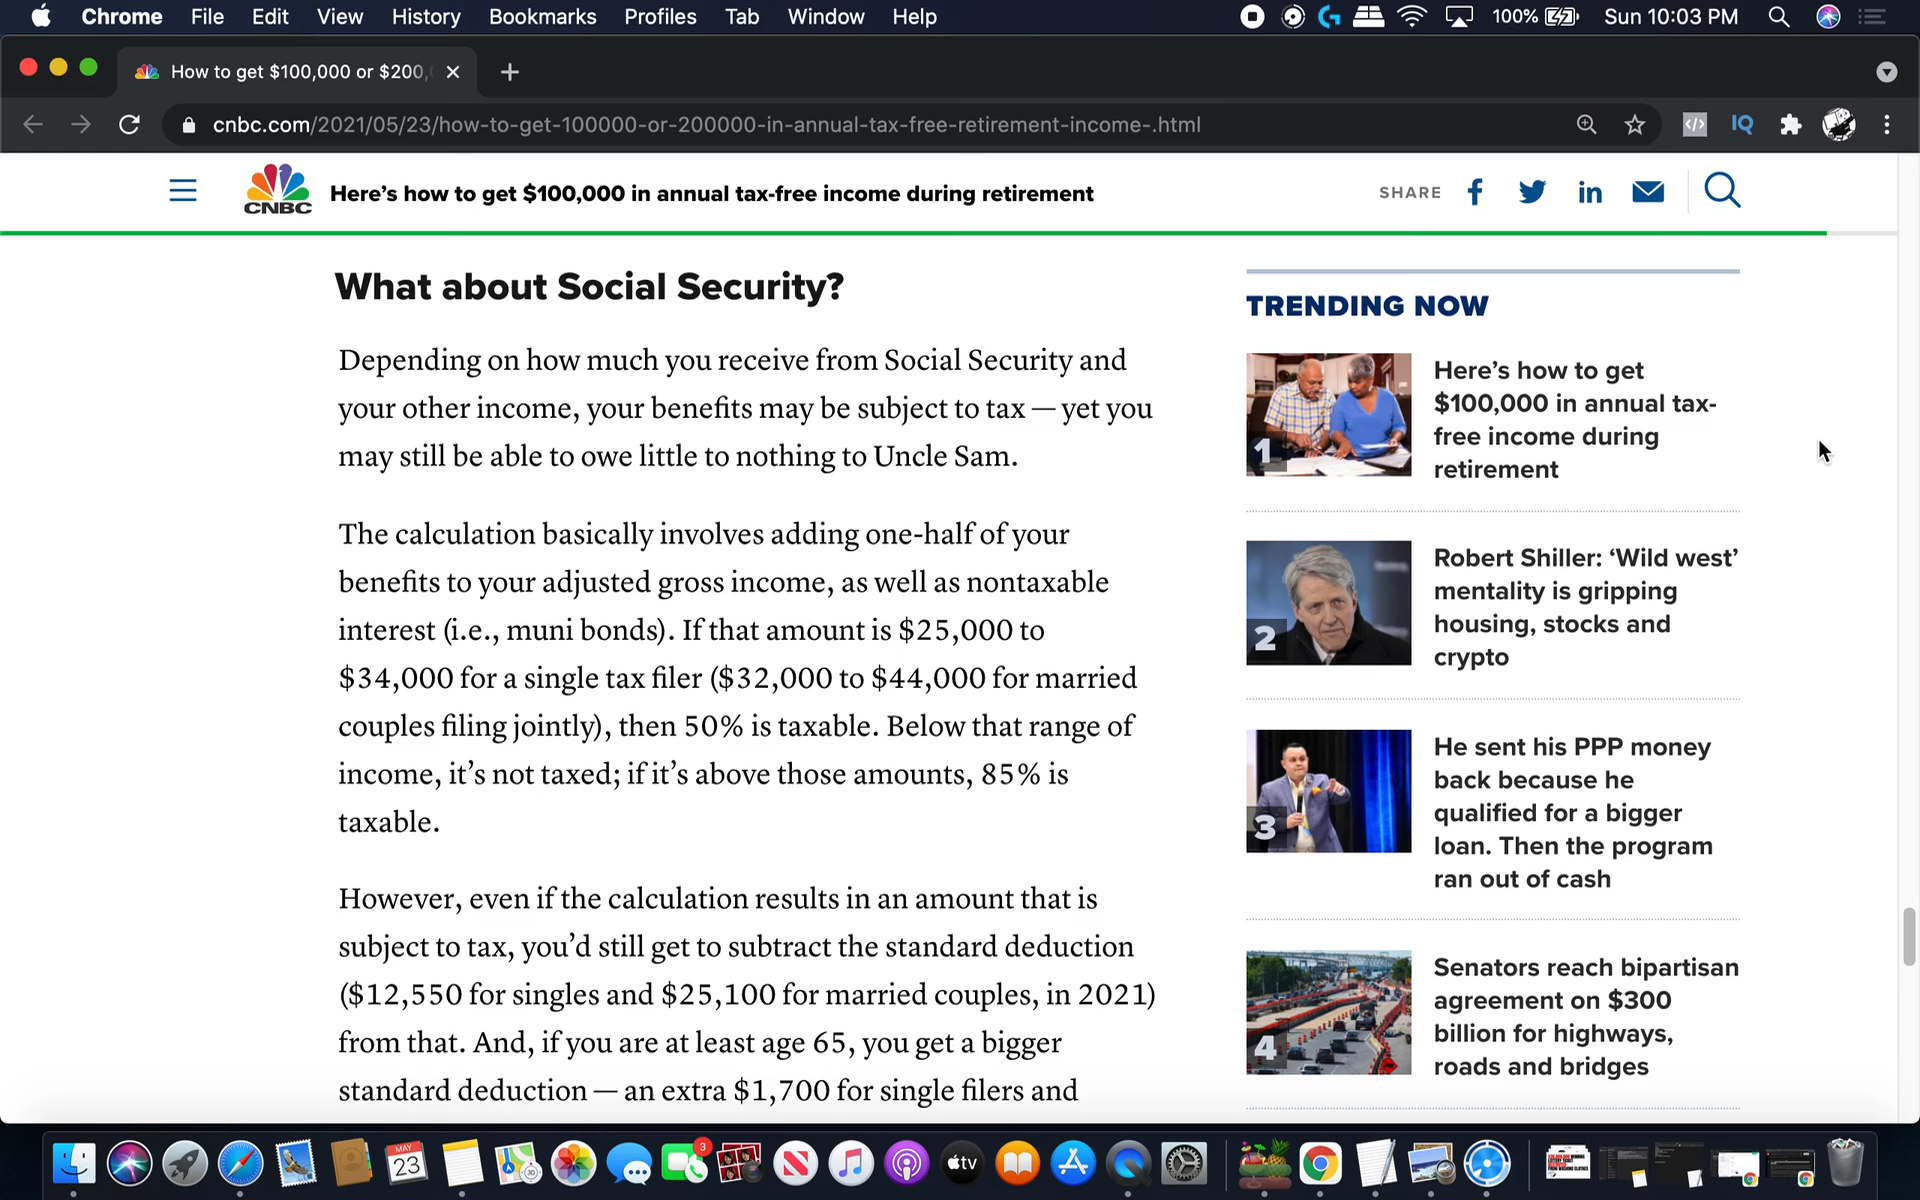 Chrome File Edit View History Bookmarks Profiles Tab Window Help
100% Sun 10:03 PM
How to get $100,000 or $200,
cnbc.com/2021/05/23/how-to-get-100000-or-200000-in-annual-tax-free-retirement-income-.html
IQ
CNBC
Here’s how to get $100,000 in annual tax-free income during retirement
SHARE
What about Social Security?
Depending on how much you receive from Social Security and
your other income, your benefits may be subject to tax — yet you
may still be able to owe little to nothing to Uncle Sam.
The calculation basically involves adding one-half of your
benefits to your adjusted gross income, as well as nontaxable
interest (i.e., muni bonds). If that amount is $25,000 to
$34,000 for a single tax filer ($32,000 to $44,000 for married
couples filing jointly), then 50% is taxable. Below that range of
income, it’s not taxed; if it’s above those amounts, 85% is
taxable.
However, even if the calculation results in an amount that is
subject to tax, you’d still get to subtract the standard deduction
($12,550 for singles and $25,100 for married couples, in 2021)
from that. And, if you are at least age 65, you get a bigger
standard deduction — an extra $1,700 for single filers and
TRENDING NOW
1
Here’s how to get
$100,000 in annual tax-
free income during
retirement
2
Robert Shiller: ‘Wild west’
mentality is gripping
housing, stocks and
crypto
3
He sent his PPP money
back because he
qualified for a bigger
loan. Then the program
ran out of cash
4
Senators reach bipartisan
agreement on $300
billion for highways,
roads and bridges
MAY
23
3D
3
tv